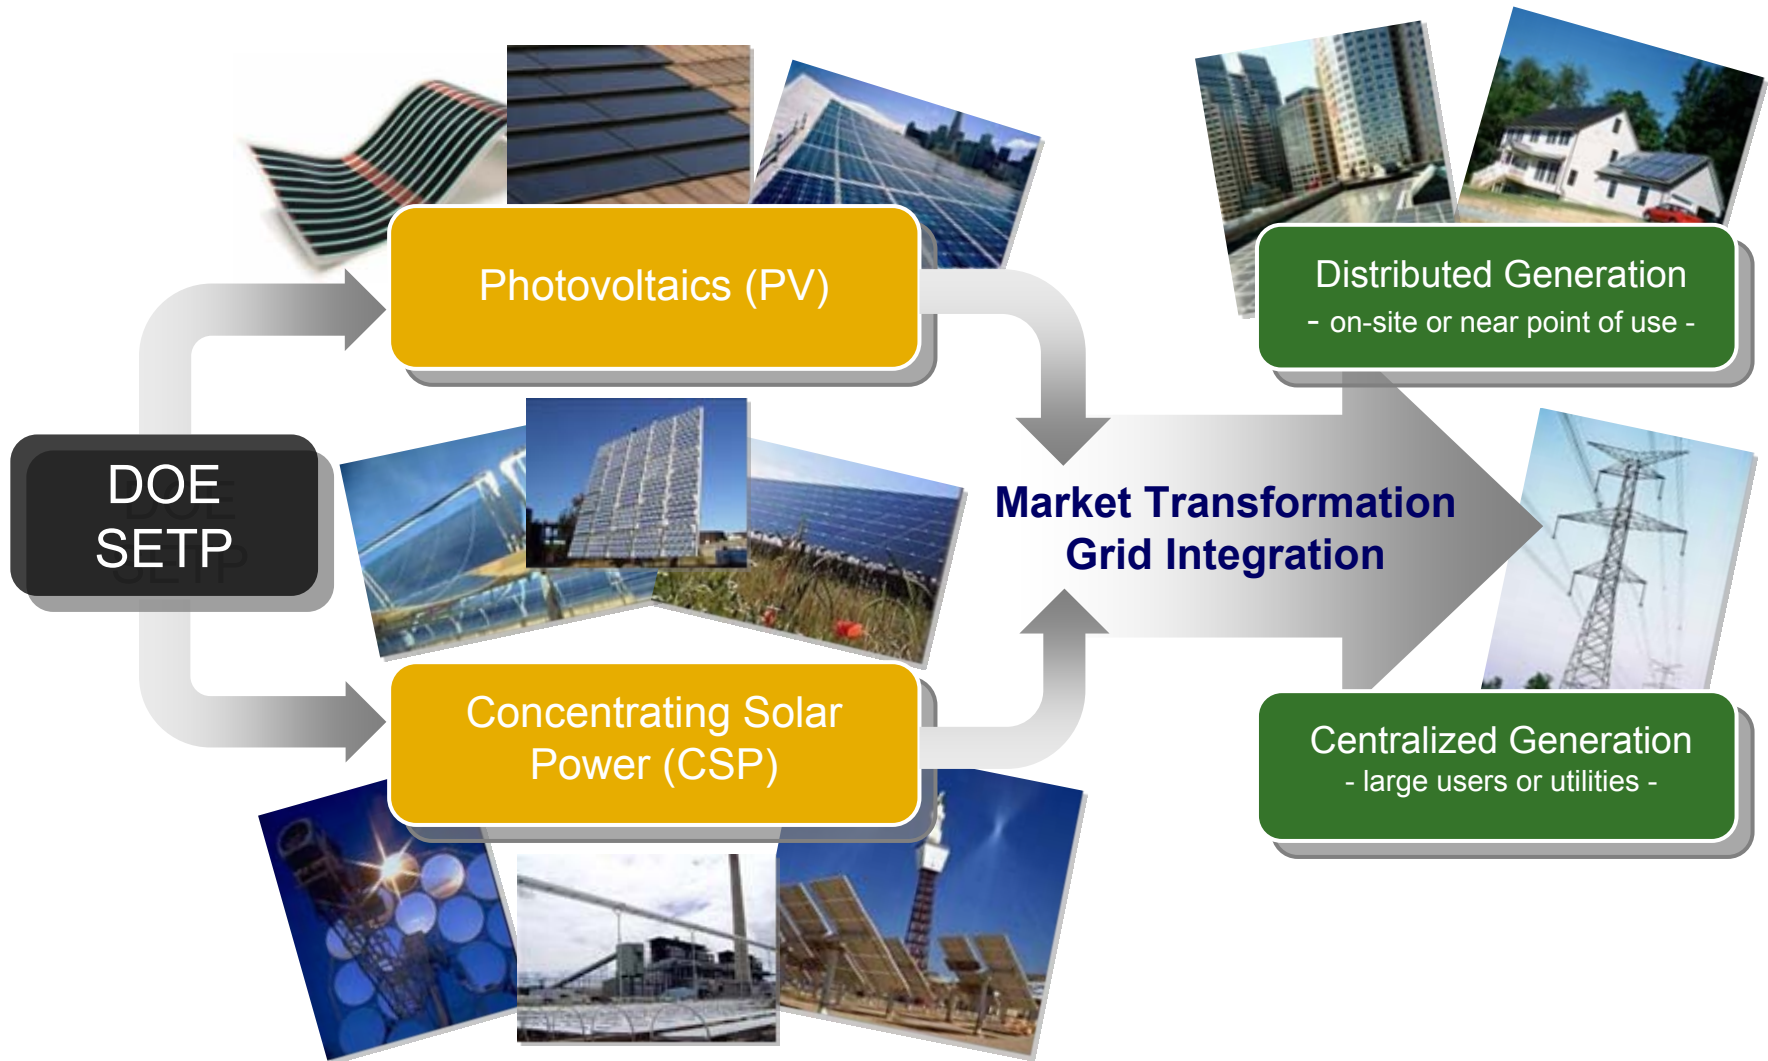 Photovoltaics (PV)
Distributed Generation
- on-site or near point of use -
DOE
SETP
Market Transformation
Grid Integration
Concentrating Solar
Power (CSP)
Centralized Generation
- large users or utilities -